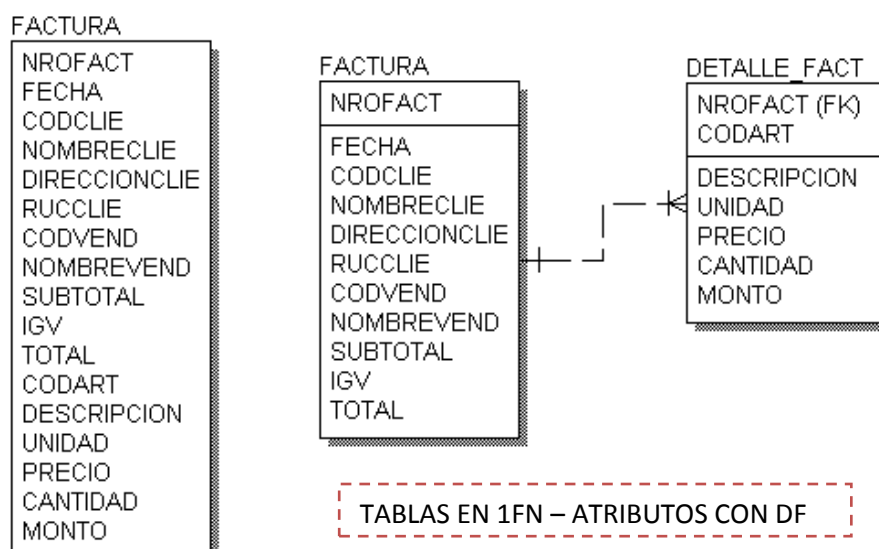 FACTURA
NROFACT
FECHA
CODCLIE
NOMBRECLIE
DIRECCIONCLIE
RUCCLIE
CODVEND
NOMBREVEND
SUBTOTAL
IGV
TOTAL
CODART
DESCRIPCION
UNIDAD
PRECIO
CANTIDAD
MONTO
FACTURA
NROFACT
FECHA
CODCLIE
NOMBRECLIE
DIRECCIONCLIE
RUCCLIE
CODVEND
NOMBREVEND
SUBTOTAL
IGV
TOTAL
DETALLE_FACT
NROFACT (FK)
CODART
DESCRIPCION
UNIDAD
PRECIO
CANTIDAD
MONTO
TABLAS EN 1FN – ATRIBUTOS CON DF